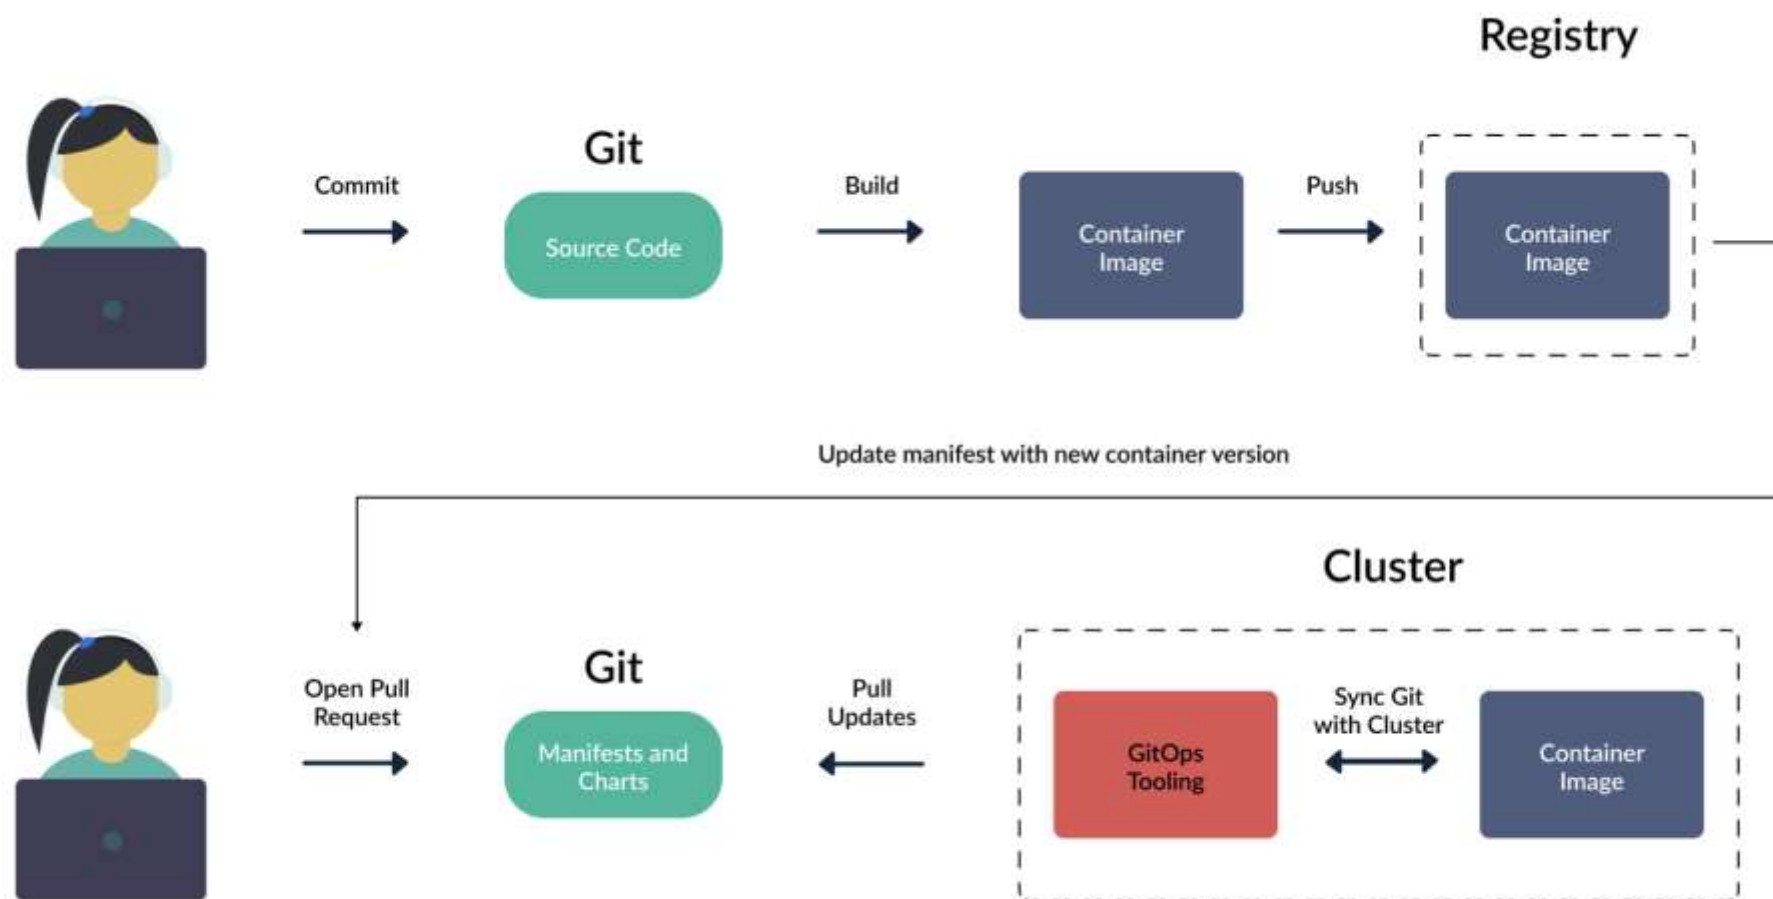 Registry
Git
Commit
Build
Push
Source Code
Container
Image
Container
Image
Update manifest with new container version
Cluster
Git
Open Pull
Request
Pull
Updates
Sync Git
with Cluster
Manifests and
Charts
GitOps
Tooling
Container
Image